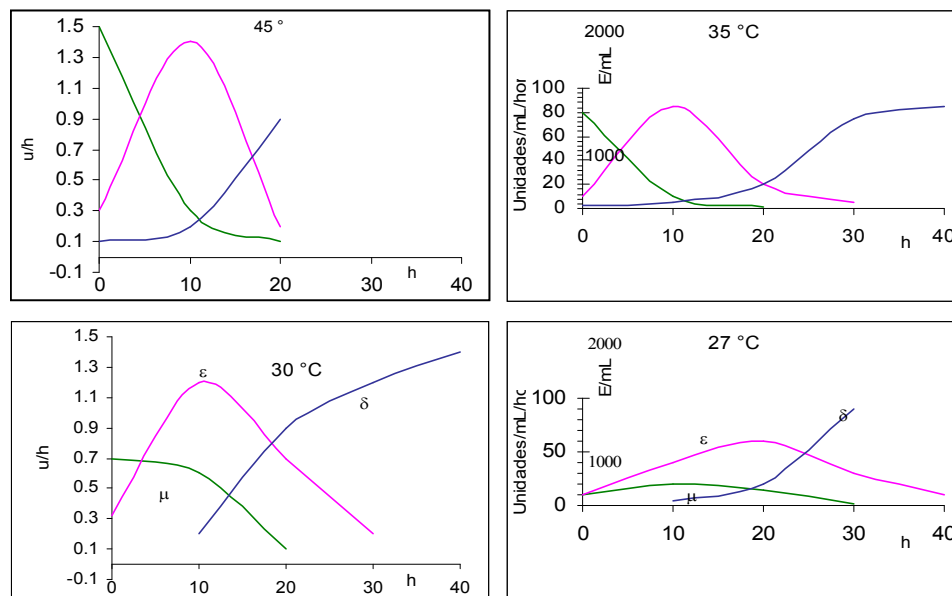 45 °
1.5
1.3
1.1
0.9
0.7
0.5
0.3
0.1
-0.1
u/h
0 10 20 30 40
h
35 °C
2000
E/mL
1000
Unidades/mL/hor
100
80
60
40
20
0
0 10 20 30 40
h
30 °C
1.5
1.3
1.1
0.9
0.7
0.5
0.3
0.1
-0.1
u/h
ε
δ
μ
0 10 20 30 40
h
27 °C
2000
E/mL
1000
Unidades/mL/hc
100
50
0
ε
δ
μ
0 10 20 30 40
h